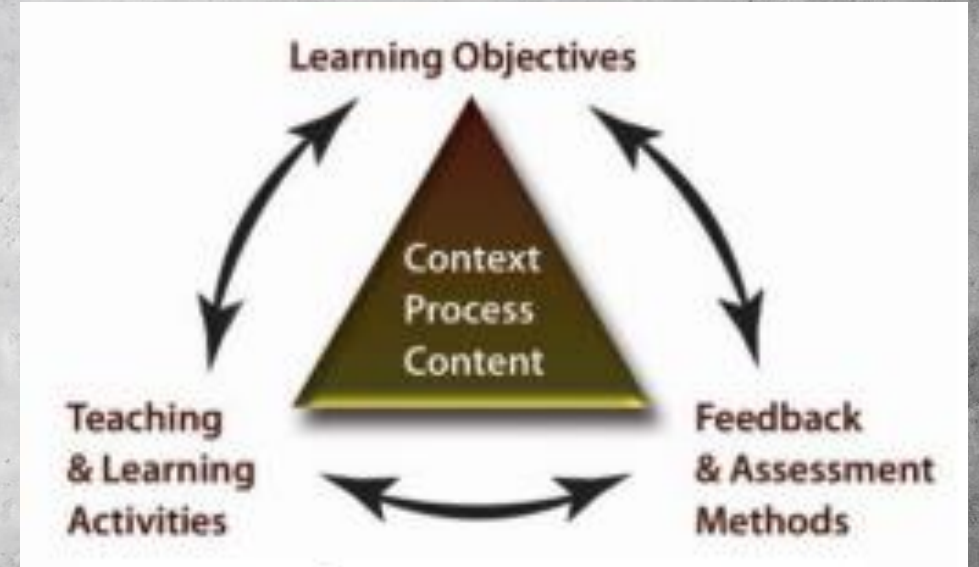 Learning Objectives
Context
Process
Content
Teaching
& Learning
Activities
Feedback
& Assessment
Methods